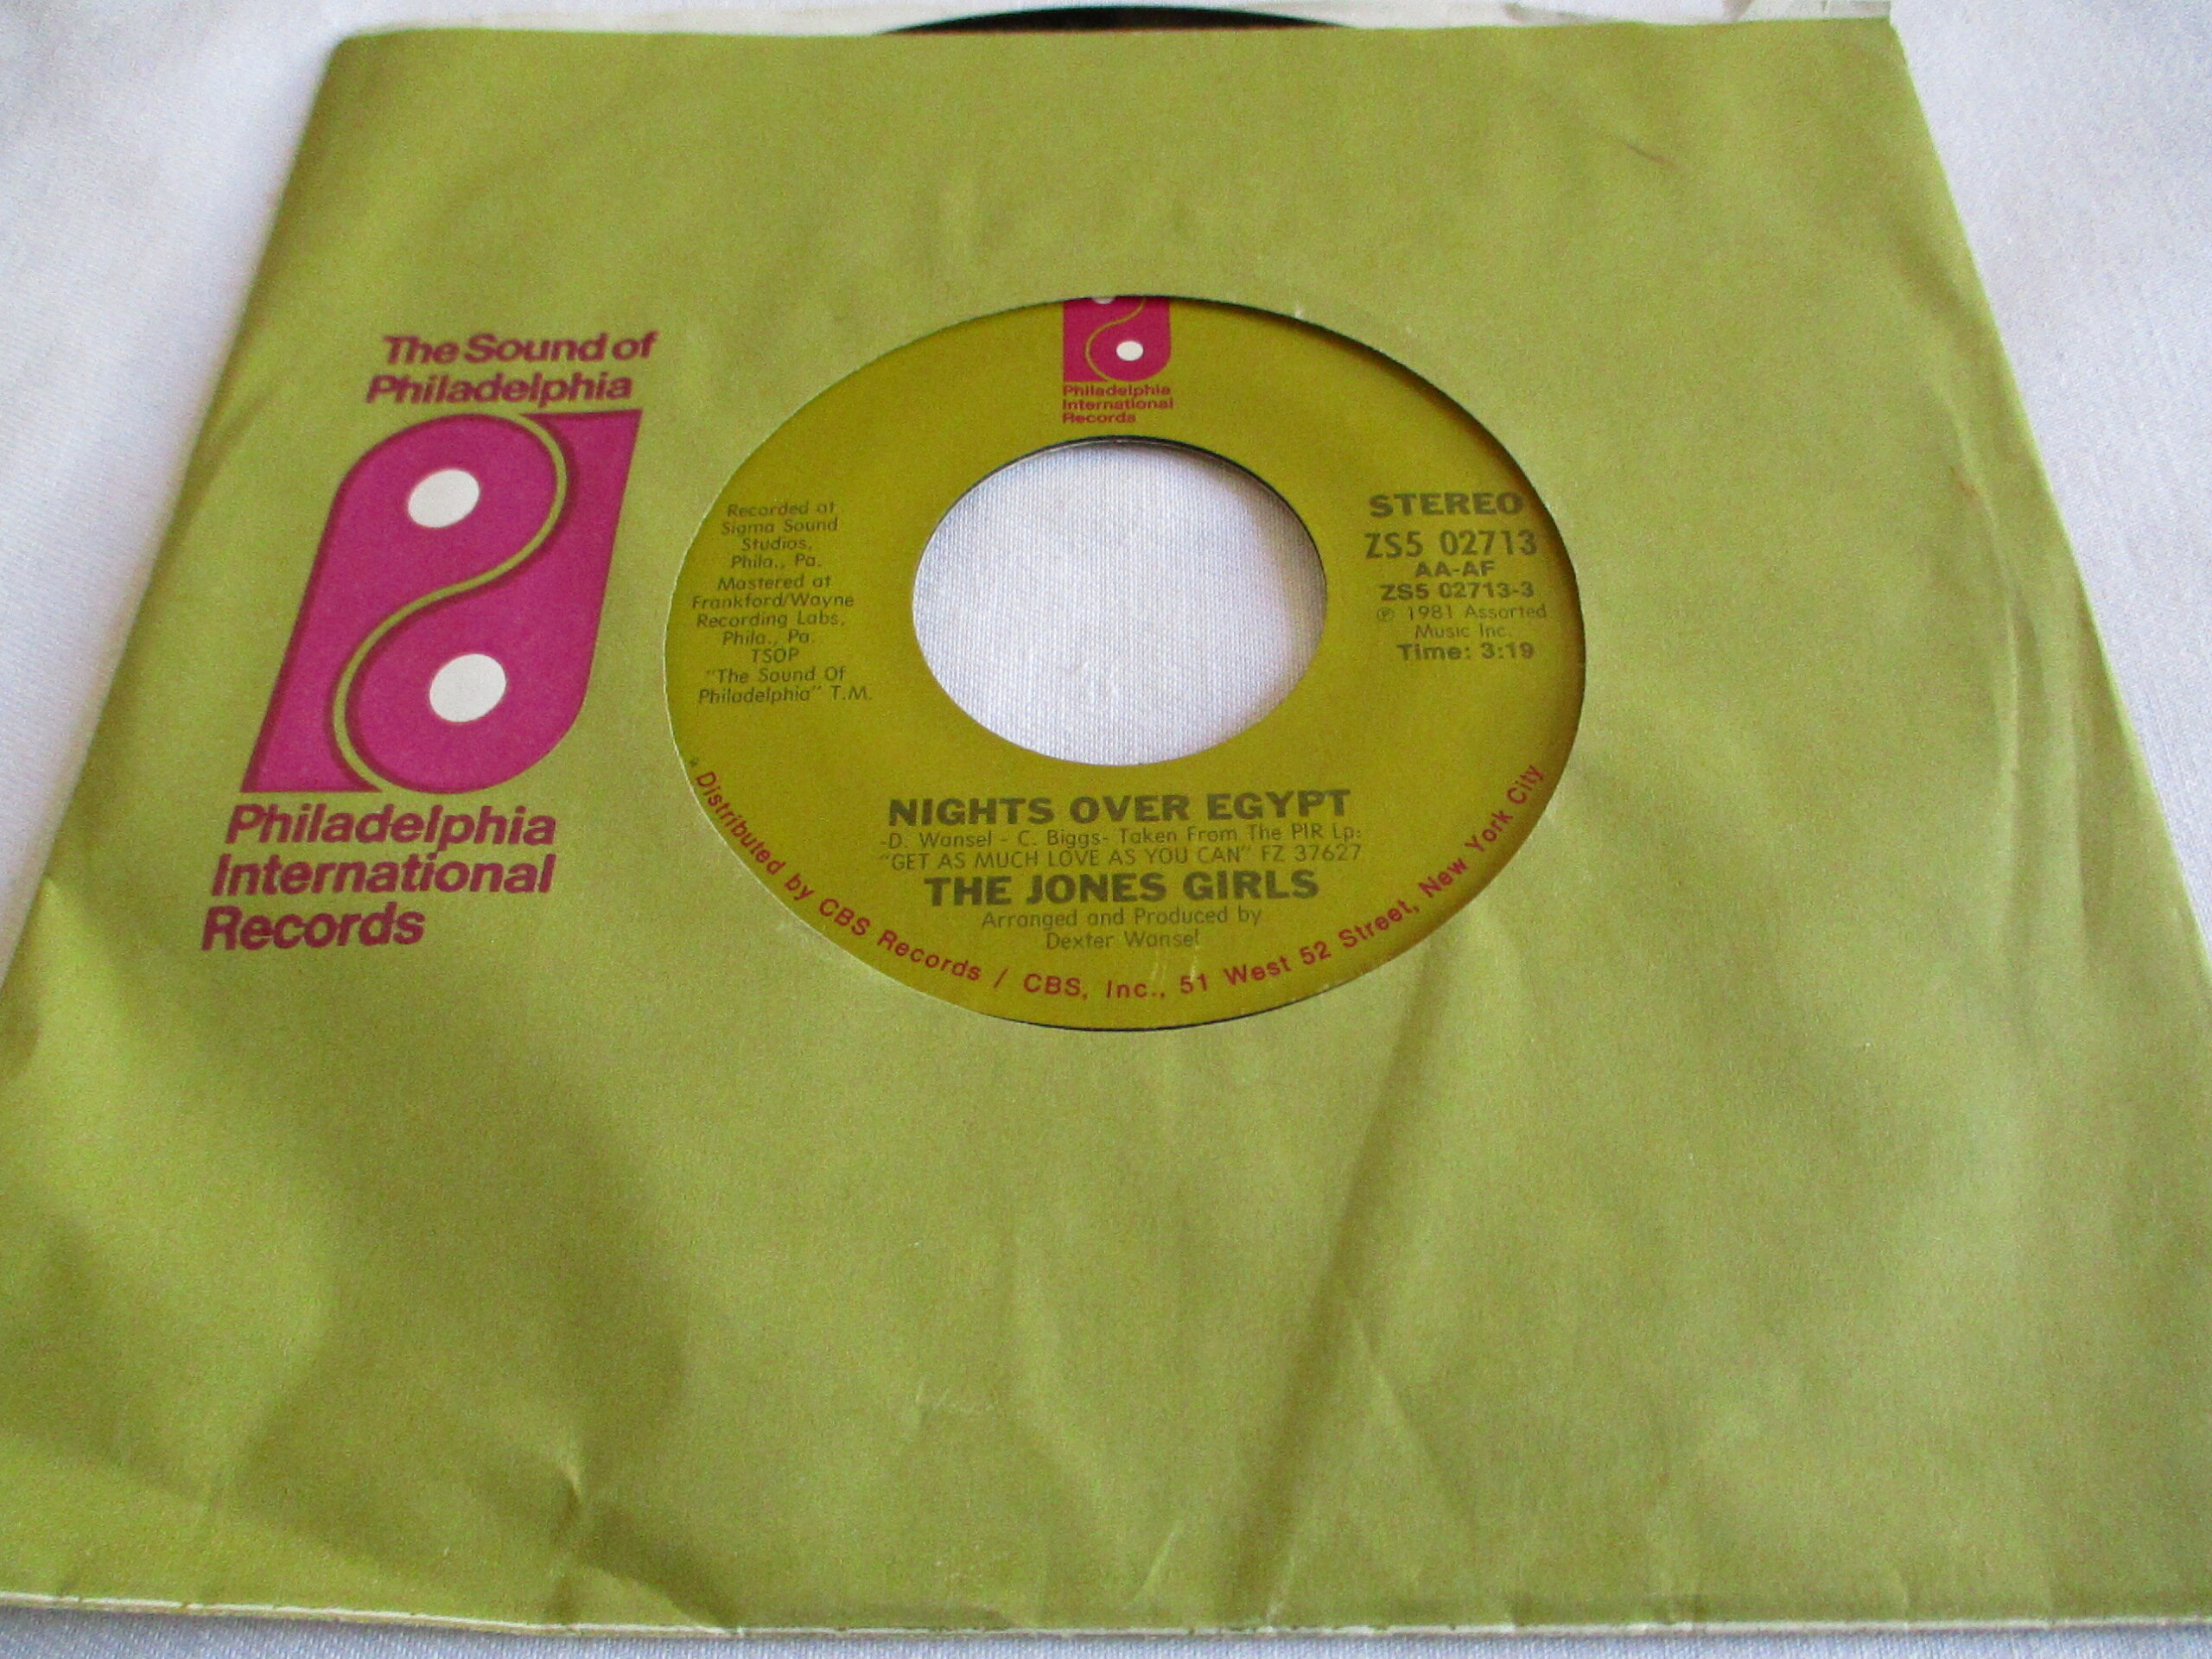 The Sound of
Philadelphia
Philadelphia
International
Records
Philadelphia
International
Records
Recorded at
Sigma Sound
Studios,
Phila., Pa.
Mastered at
Frankford/Wayne
Recording Labs,
Phila., Pa.
TSOP
"The Sound Of
Philadelphia" T.M.
STEREO
ZS5 02713
AA-AF
ZS5 02713-3
℗ 1981 Assorted
Music Inc.
Time: 3:19
NIGHTS OVER EGYPT
-D. Wansel - C. Biggs- Taken From The PIR Lp:
"GET AS MUCH LOVE AS YOU CAN" FZ 37627
THE JONES GIRLS
Arranged and Produced by
Dexter Wansel
Distributed by CBS Records / CBS, Inc., 51 West 52 Street, New York City